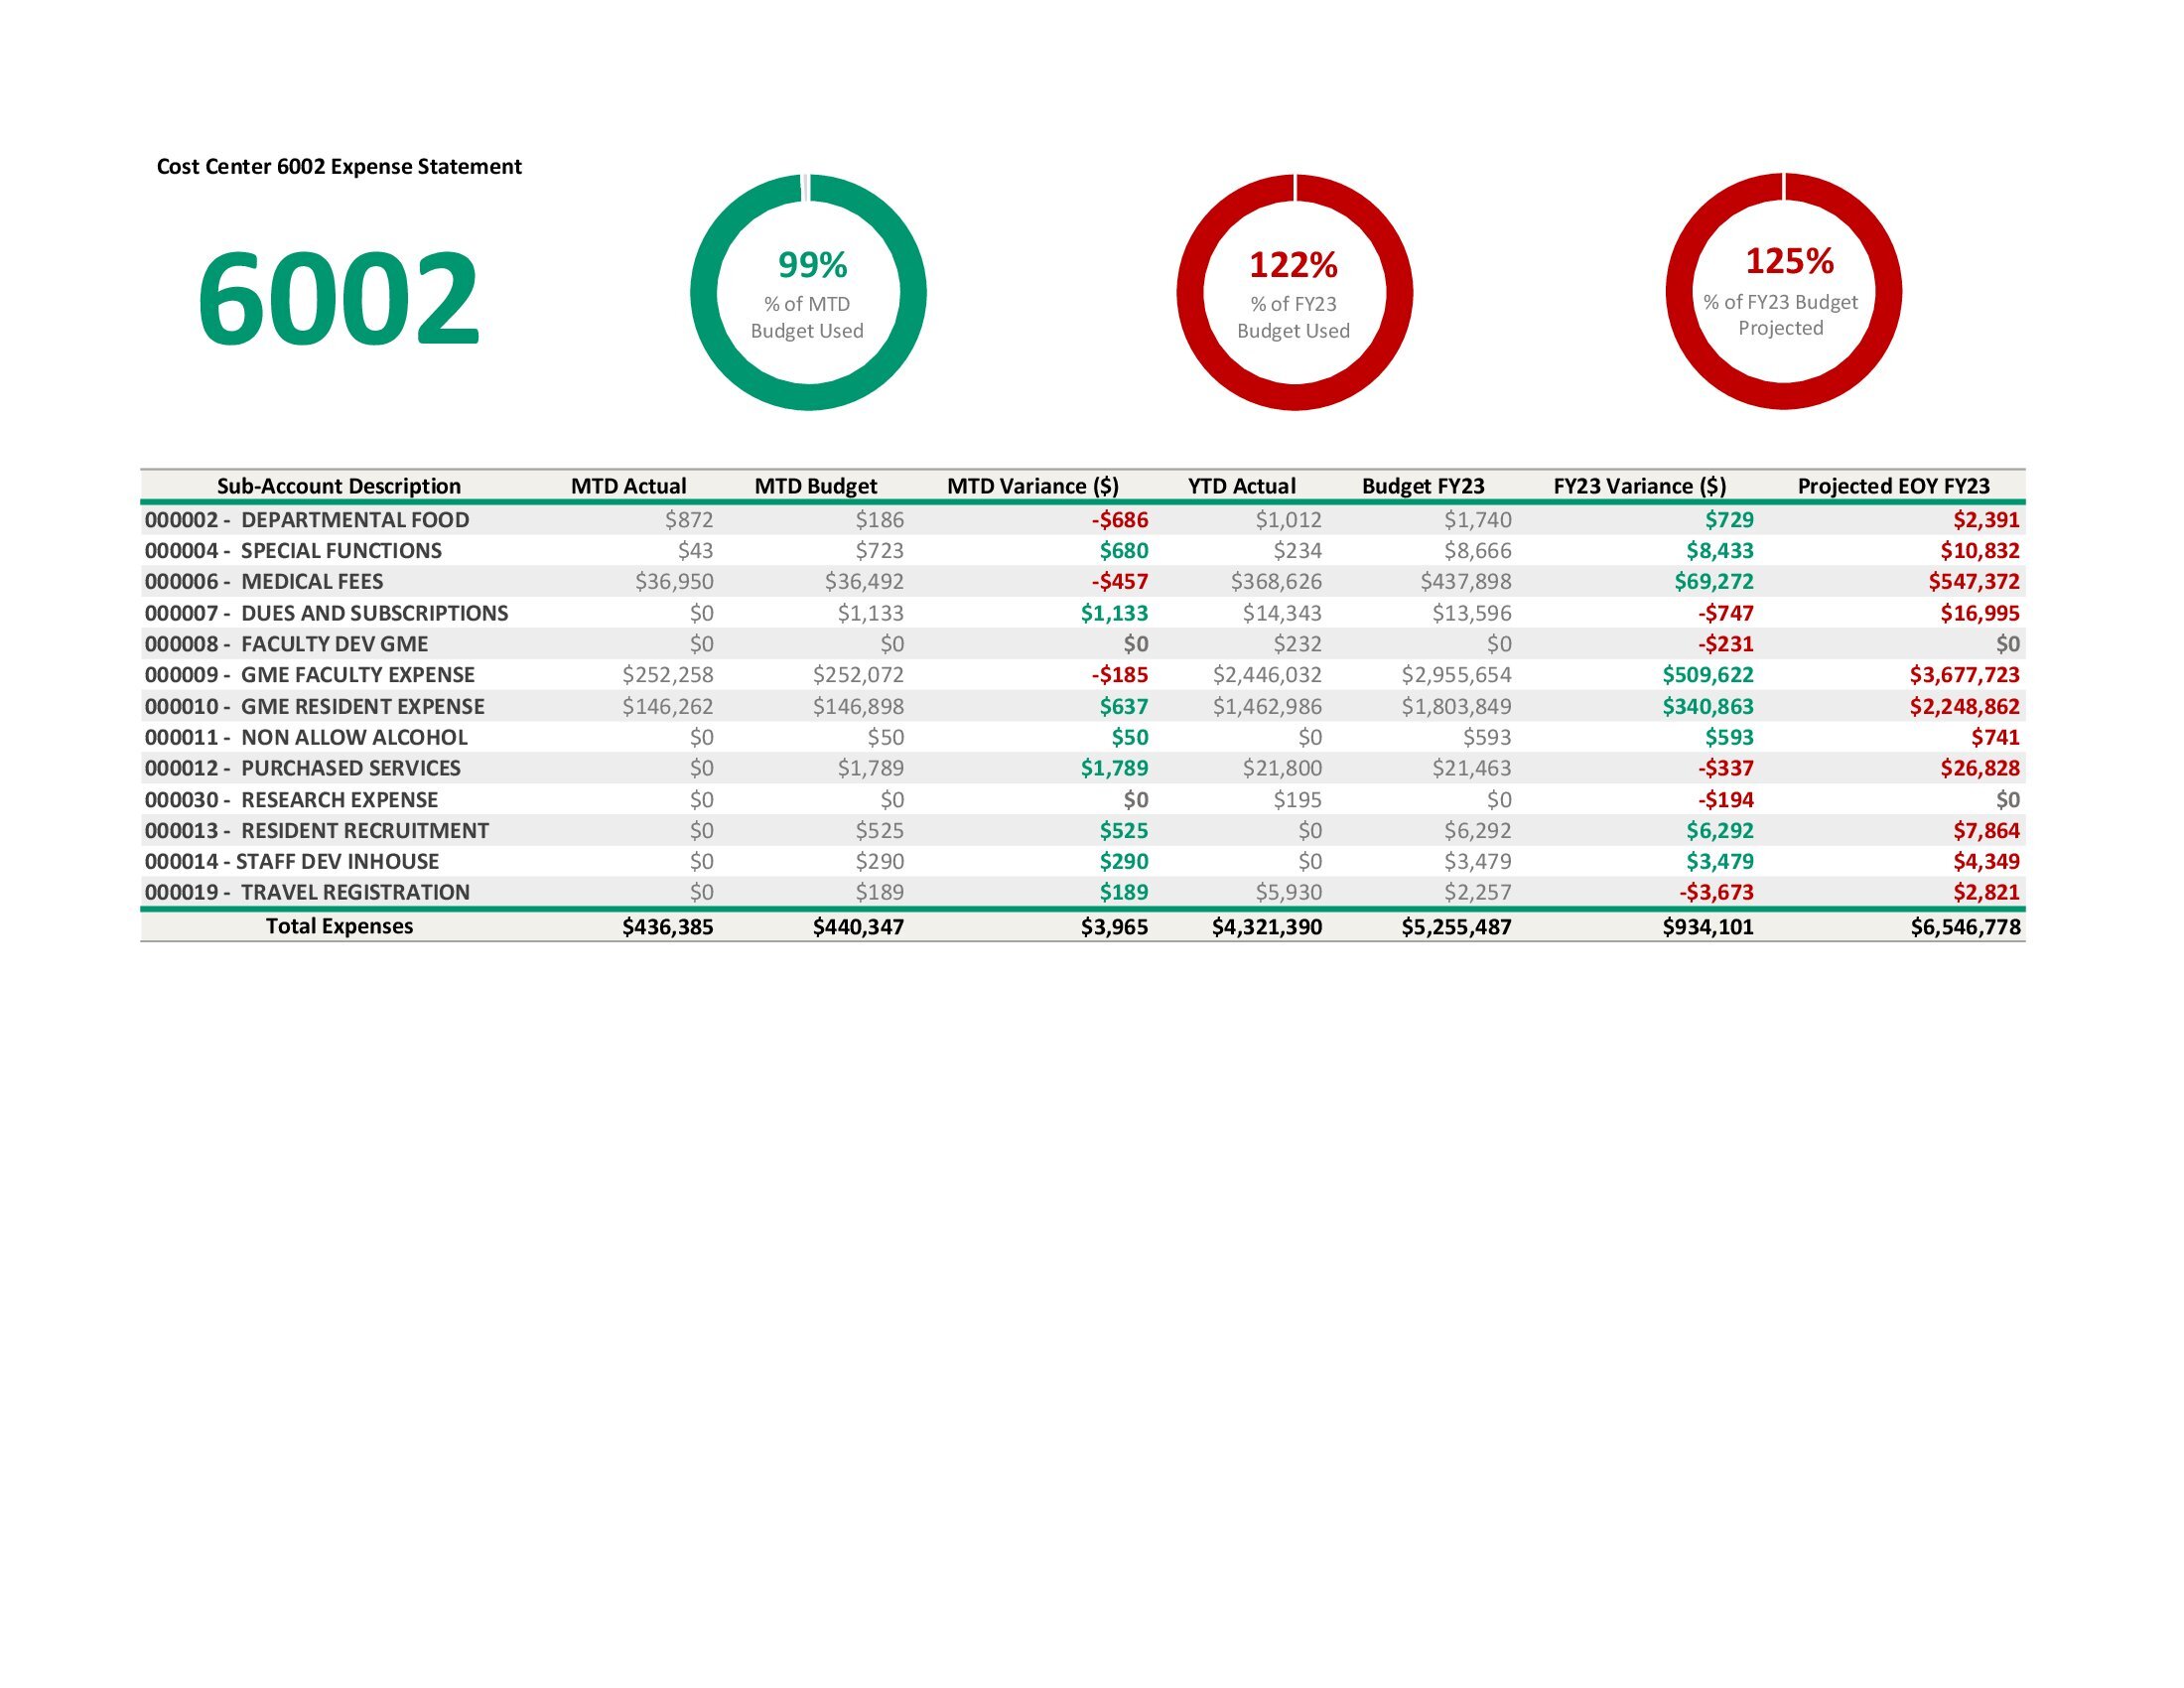 Cost Center 6002 Expense Statement
6002
99%
% of MTD
Budget Used
122%
% of FY23
Budget Used
125%
% of FY23 Budget
Projected
Sub-Account Description MTD Actual MTD Budget MTD Variance ($) YTD Actual Budget FY23 FY23 Variance ($) Projected EOY FY23
000002 - DEPARTMENTAL FOOD $872 $186 -$686 $1,012 $1,740 $729 $2,391
000004 - SPECIAL FUNCTIONS $43 $723 $680 $234 $8,666 $8,433 $10,832
000006 - MEDICAL FEES $36,950 $36,492 -$457 $368,626 $437,898 $69,272 $547,372
000007 - DUES AND SUBSCRIPTIONS $0 $1,133 $1,133 $14,343 $13,596 -$747 $16,995
000008 - FACULTY DEV GME $0 $0 $0 $232 $0 -$231 $0
000009 - GME FACULTY EXPENSE $252,258 $252,072 -$185 $2,446,032 $2,955,654 $509,622 $3,677,723
000010 - GME RESIDENT EXPENSE $146,262 $146,898 $637 $1,462,986 $1,803,849 $340,863 $2,248,862
000011 - NON ALLOW ALCOHOL $0 $50 $50 $0 $593 $593 $741
000012 - PURCHASED SERVICES $0 $1,789 $1,789 $21,800 $21,463 -$337 $26,828
000030 - RESEARCH EXPENSE $0 $0 $0 $195 $0 -$194 $0
000013 - RESIDENT RECRUITMENT $0 $525 $525 $0 $6,292 $6,292 $7,864
000014 - STAFF DEV INHOUSE $0 $290 $290 $0 $3,479 $3,479 $4,349
000019 - TRAVEL REGISTRATION $0 $189 $189 $5,930 $2,257 -$3,673 $2,821
Total Expenses $436,385 $440,347 $3,965 $4,321,390 $5,255,487 $934,101 $6,546,778